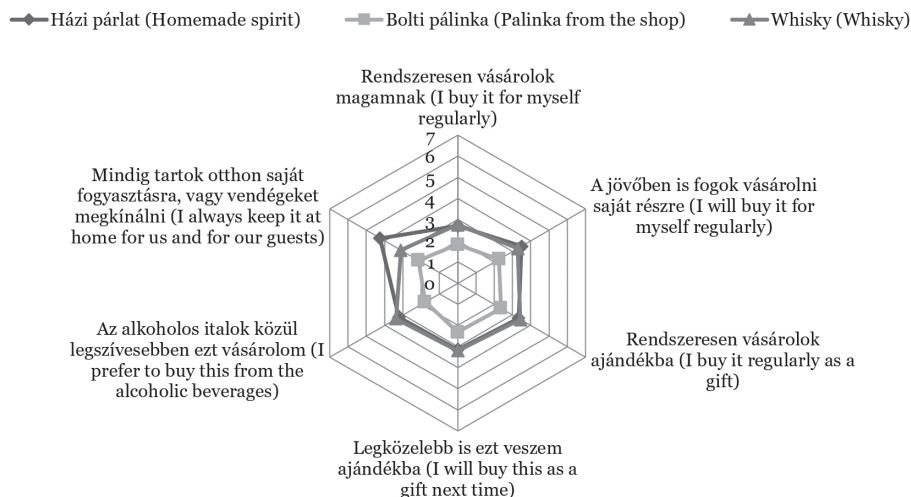 Házi párlat (Homemade spirit) Bolti pálinka (Palinka from the shop) Whisky (Whisky)
Rendszeresen vásárolok
magamnak (I buy it for myself
regularly)
7
6
5
4
3
2
1
0
A jövőben is fogok vásárolni
saját részre (I will buy it for
myself regularly)
Rendszeresen vásárolok
ajándékba (I buy it regularly as a
gift)
Legközelebb is ezt veszem
ajándékba (I will buy this as a
gift next time)
Az alkoholos italok közül
legszívesebben ezt vásárolom (I
prefer to buy this from the
alcoholic beverages)
Mindig tartok otthon saját
fogyasztásra, vagy vendégeket
megkínálni (I always keep it at
home for us and for our guests)